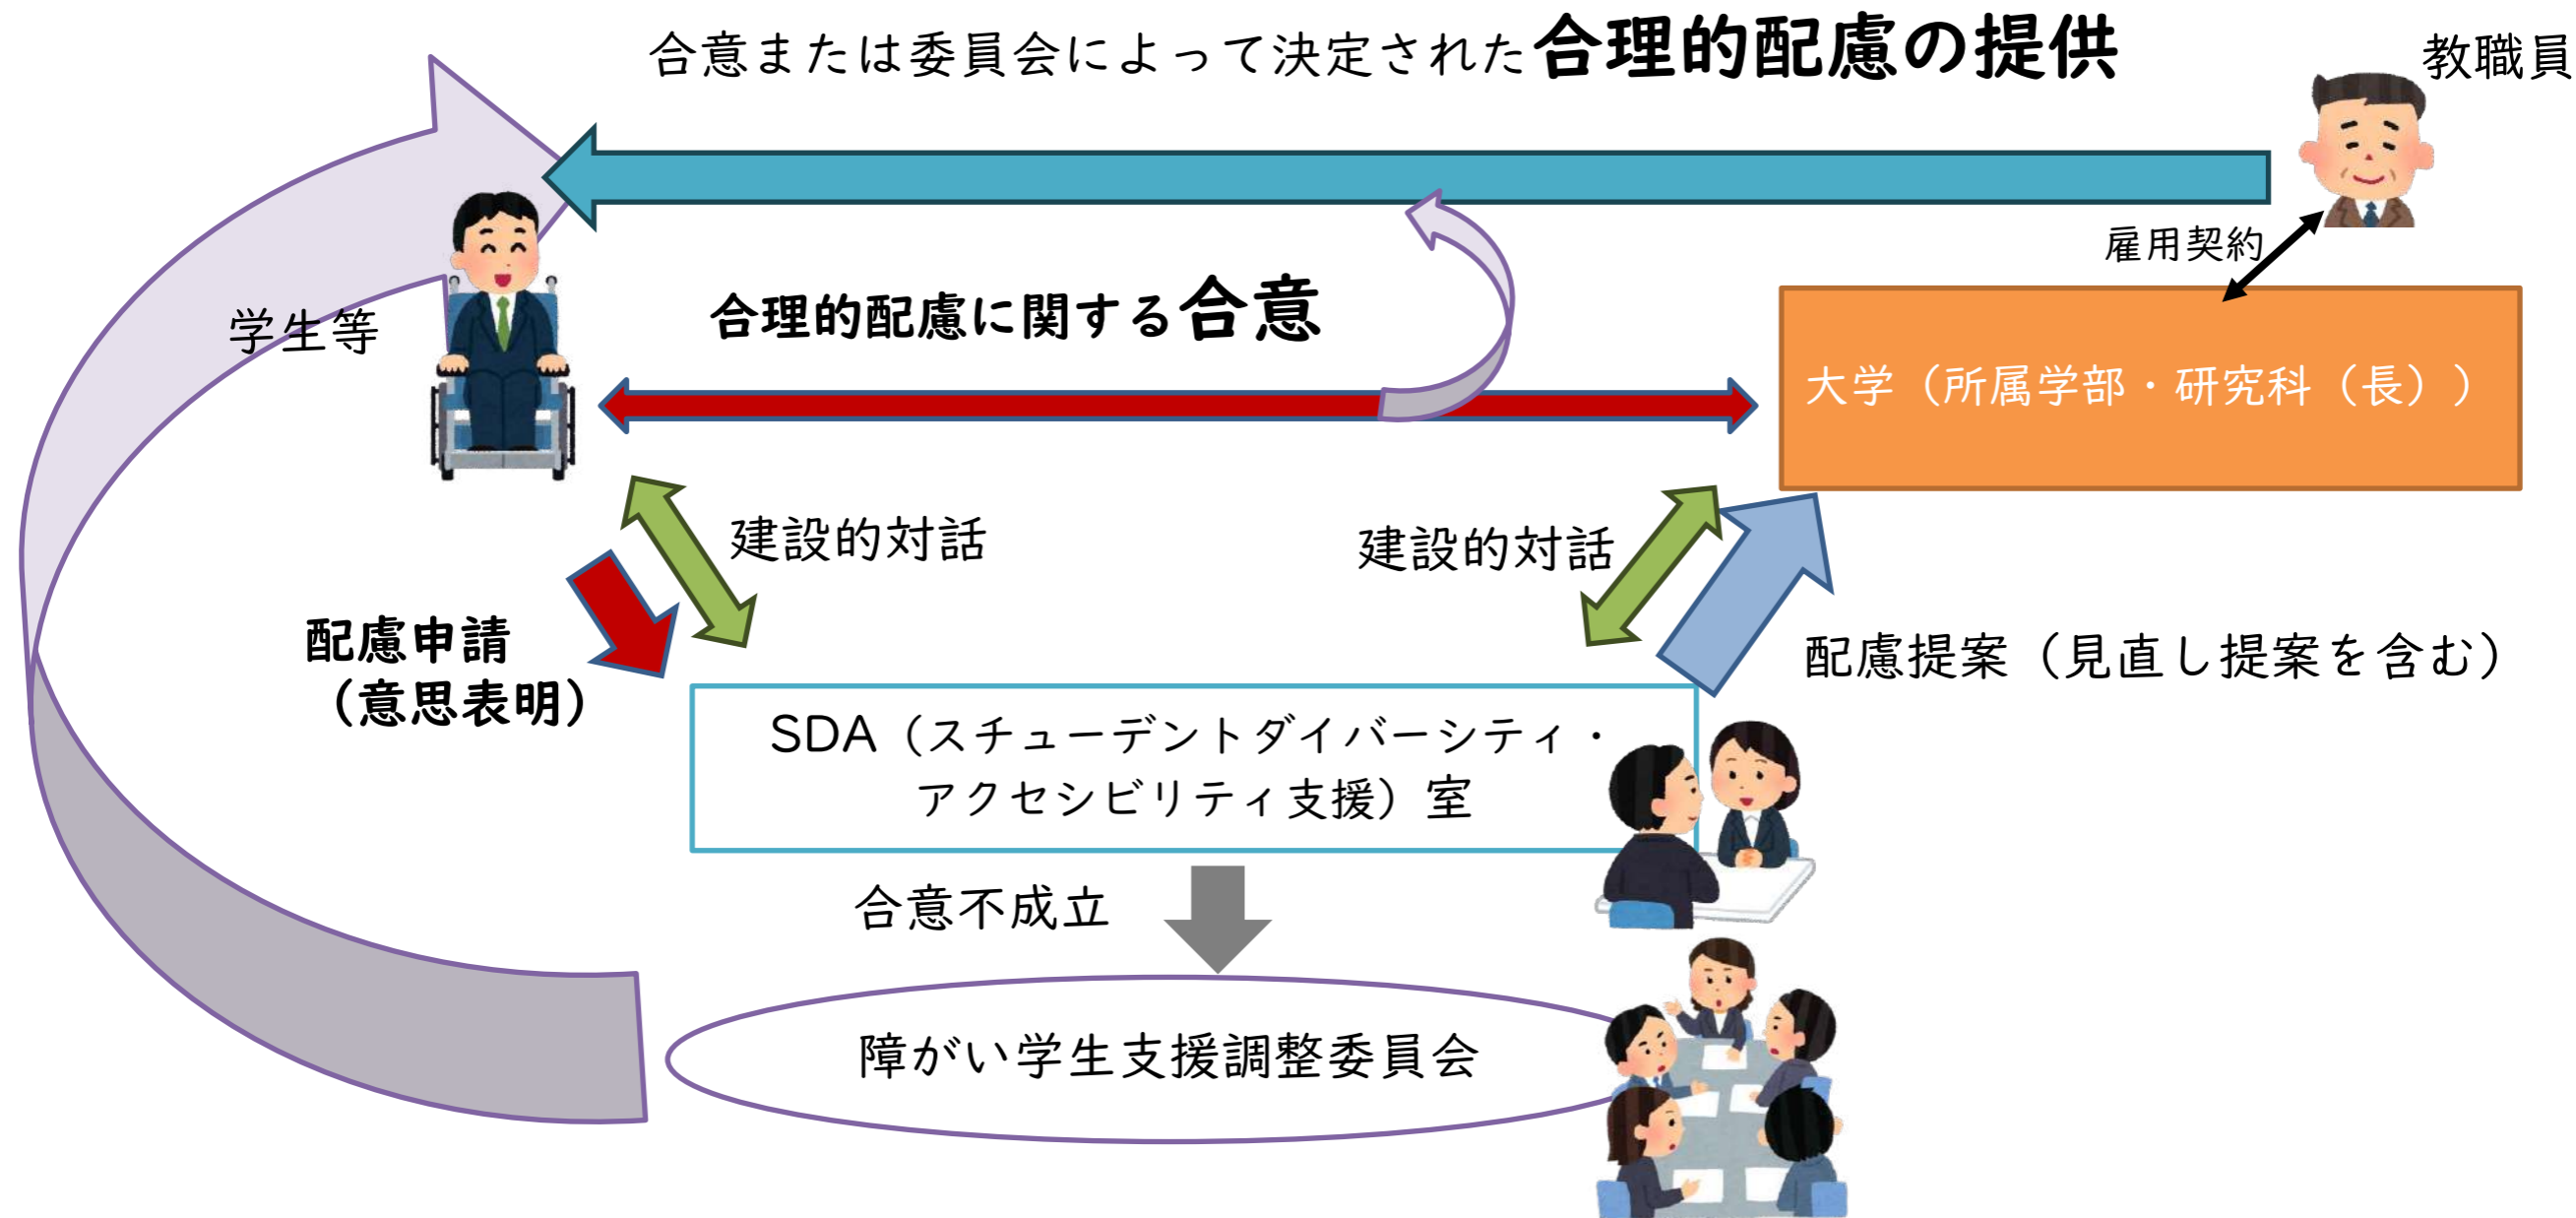 合意または委員会によって決定された合理的配慮の提供
教職員
雇用契約
学生等
合理的配慮に関する合意
大学（所属学部・研究科（長））
建設的対話
建設的対話
配慮申請
（意思表明）
配慮提案（見直し提案を含む）
SDA（スチューデントダイバーシティ・
アクセシビリティ支援）室
合意不成立
障がい学生支援調整委員会